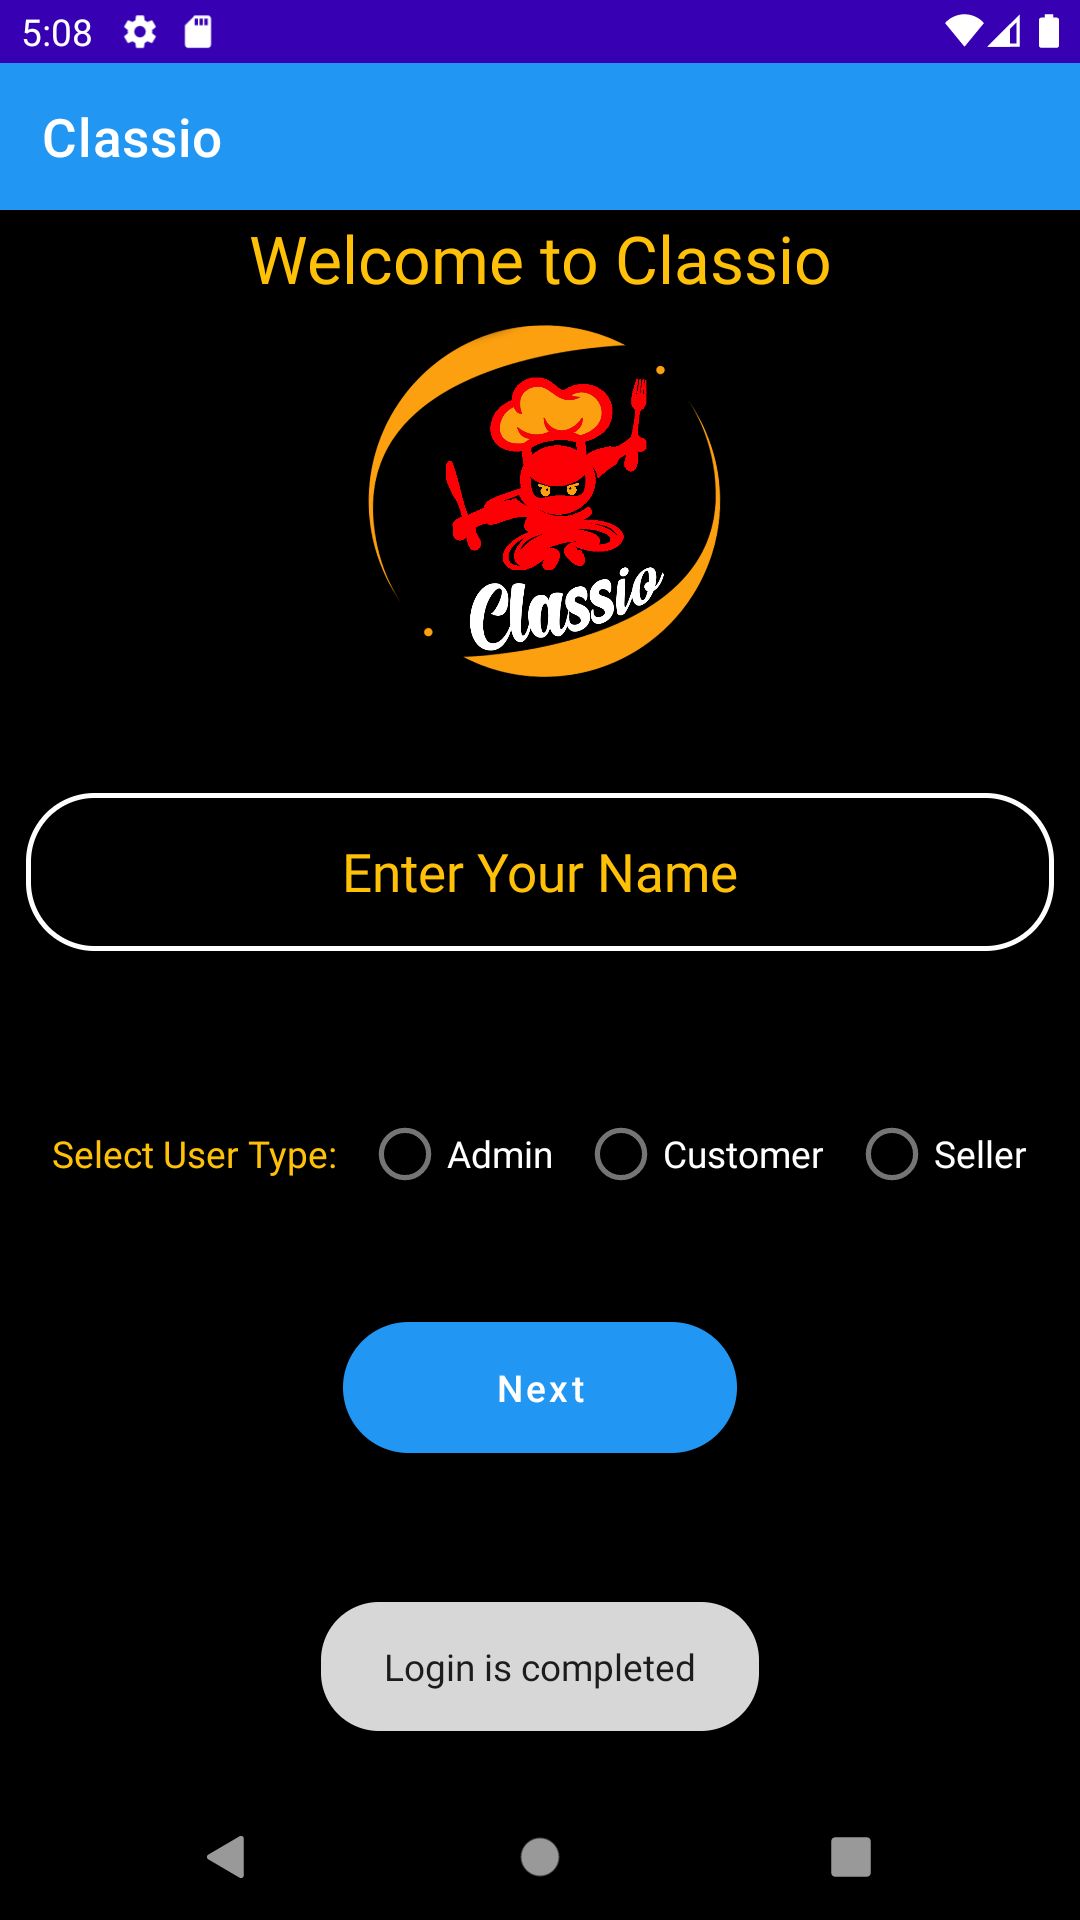 5:08
Classio
Welcome to Classio
Classio
Enter Your Name
Select User Type: Admin Customer Seller
Next
Login is completed